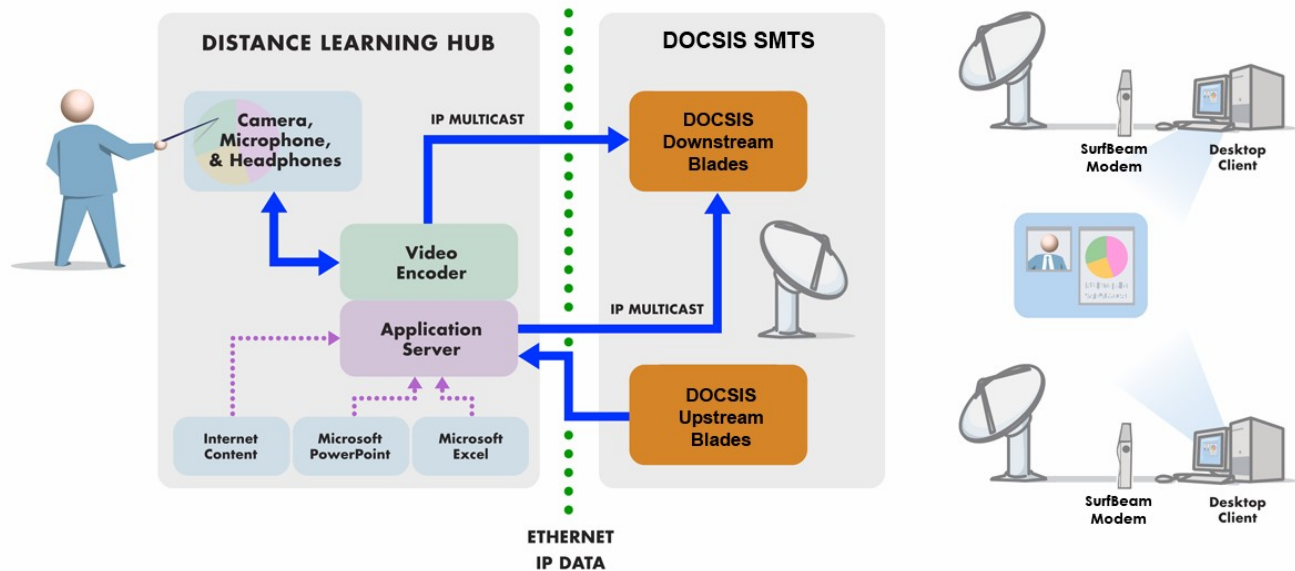 DISTANCE LEARNING HUB
Camera,
Microphone,
& Headphones
IP MULTICAST
Video
Encoder
Application
Server
IP MULTICAST
Internet
Content
Microsoft
PowerPoint
Microsoft
Excel
ETHERNET
IP DATA
DOCSIS SMTS
DOCSIS
Downstream
Blades
DOCSIS
Upstream
Blades
SurfBeam
Modem
Desktop
Client
SurfBeam
Modem
Desktop
Client